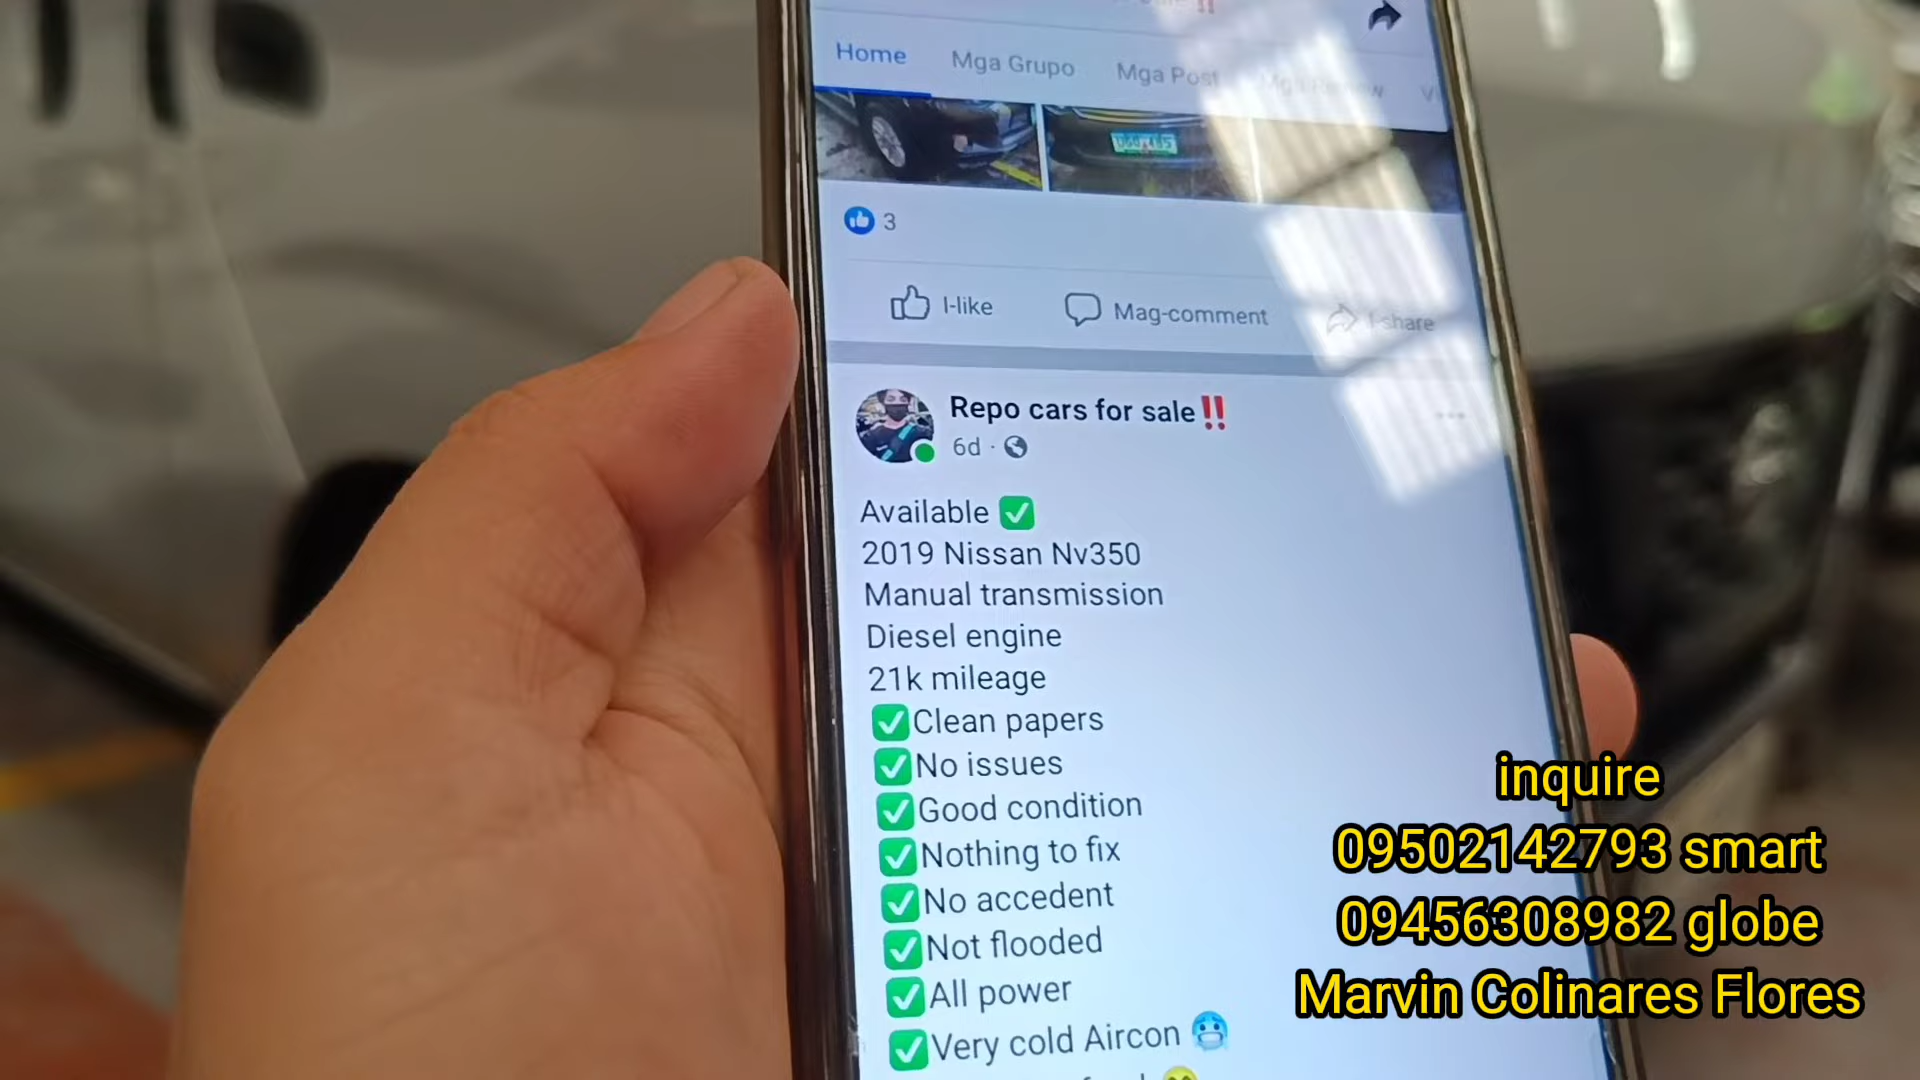 Home Mga Grupo Mga Post
3
I-like Mag-comment I-share
Repo cars for sale‼️
6d
Available ✅
2019 Nissan Nv350
Manual transmission
Diesel engine
21k mileage
✅Clean papers
✅No issues
✅Good condition
✅Nothing to fix
✅No accedent
✅Not flooded
✅All power
✅Very cold Aircon 🥶
inquire
09502142793 smart
09456308982 globe
Marvin Colinares Flores